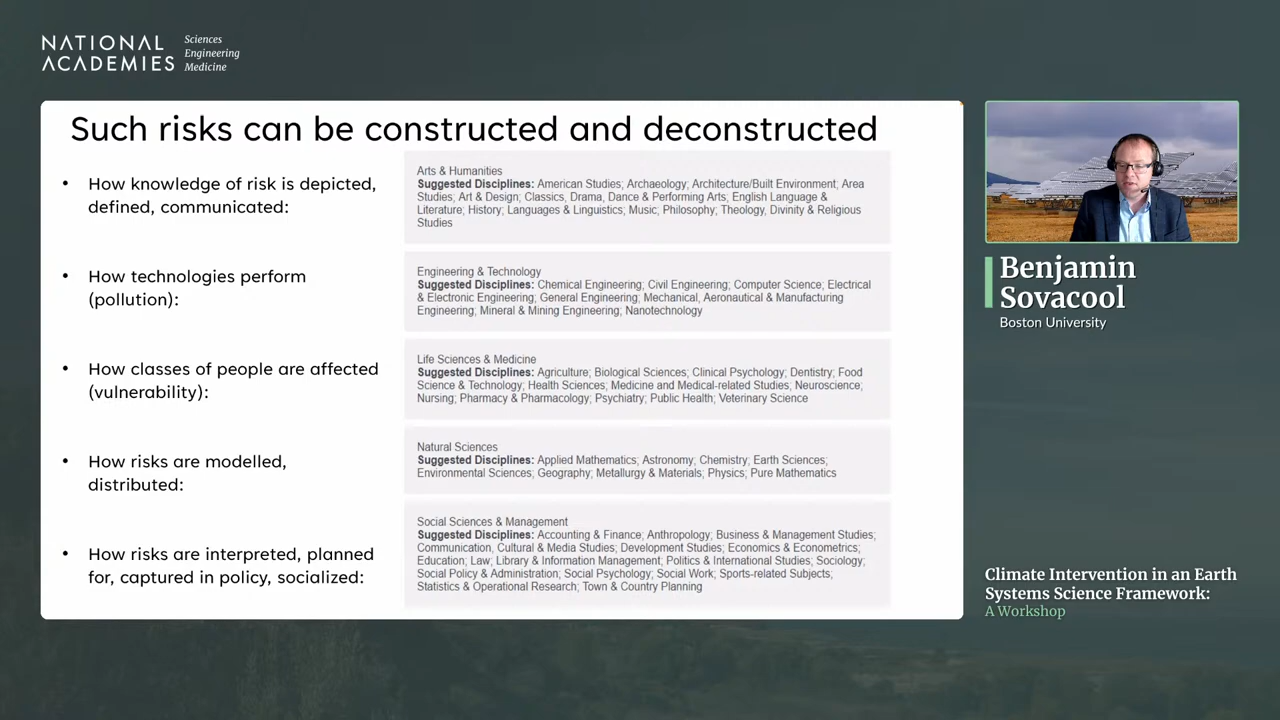 NATIONAL
ACADEMIES
Sciences
Engineering
Medicine
Such risks can be constructed and deconstructed
• How knowledge of risk is depicted,
defined, communicated:
Arts & Humanities
Suggested Disciplines: American Studies; Archaeology; Architecture/Built Environment; Area
Studies; Art & Design; Classics, Drama, Dance & Performing Arts, English Language &
Literature; History; Languages & Linguistics; Music; Philosophy; Theology, Divinity & Religious
Studies
• How technologies perform
(pollution):
Engineering & Technology
Suggested Disciplines: Chemical Engineering; Civil Engineering; Computer Science; Electrical
& Electronic Engineering; General Engineering; Mechanical, Aeronautical & Manufacturing
Engineering; Mineral & Mining Engineering; Nanotechnology
• How classes of people are affected
(vulnerability):
Life Sciences & Medicine
Suggested Disciplines: Agriculture; Biological Sciences; Clinical Psychology; Dentistry; Food
Science & Technology; Health Sciences; Medicine and Medical-related Studies; Neuroscience;
Nursing; Pharmacy & Pharmacology; Psychiatry; Public Health; Veterinary Science
• How risks are modelled,
distributed:
Natural Sciences
Suggested Disciplines: Applied Mathematics; Astronomy; Chemistry; Earth Sciences;
Environmental Sciences; Geography; Metallurgy & Materials; Physics; Pure Mathematics
• How risks are interpreted, planned
for, captured in policy, socialized:
Social Sciences & Management
Suggested Disciplines: Accounting & Finance; Anthropology; Business & Management Studies;
Communication, Cultural & Media Studies; Development Studies; Economics & Econometrics;
Education; Law; Library & Information Management; Politics & International Studies; Sociology;
Social Policy & Administration; Social Psychology; Social Work; Sports-related Subjects;
Statistics & Operational Research; Town & Country Planning
Benjamin
Sovacool
Boston University
Climate Intervention in an Earth
Systems Science Framework:
A Workshop